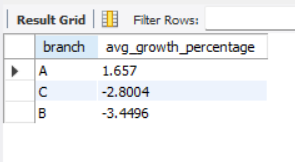 Result Grid Filter Rows:
branch avg_growth_percentage
A 1.657
C -2.8004
B -3.4496